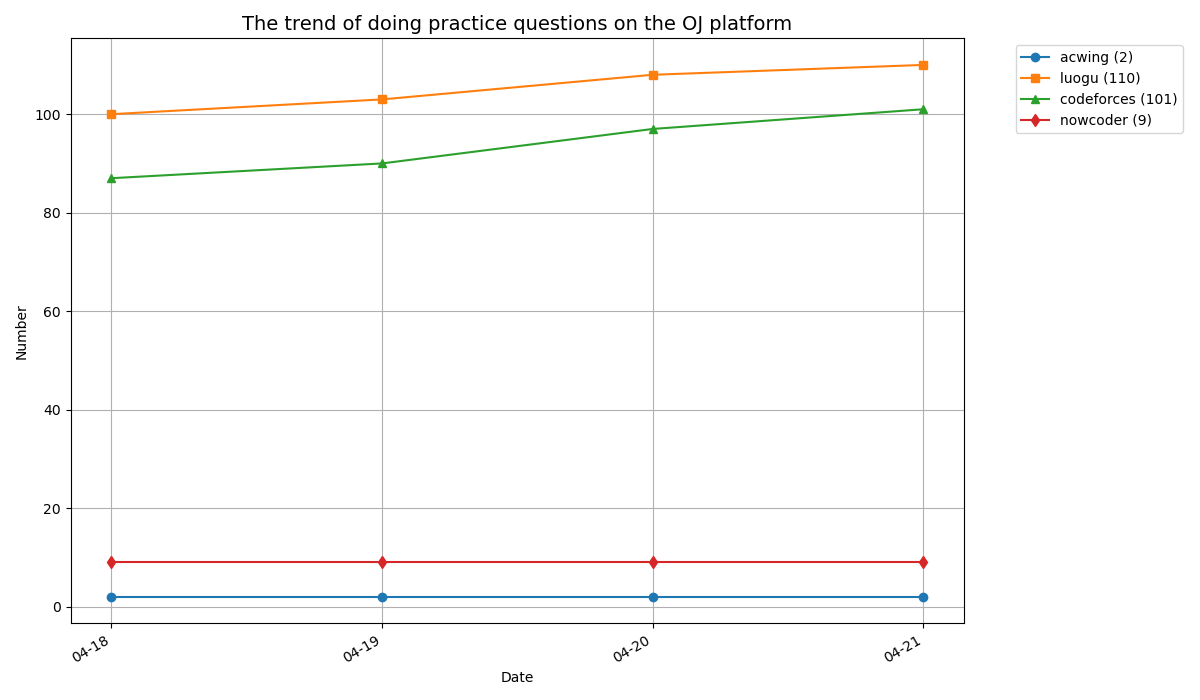 The trend of doing practice questions on the OJ platform
acwing (2)
luogu (110)
codeforces (101)
nowcoder (9)
Number
100
80
60
40
20
0
04-18
04-19
04-20
04-21
Date